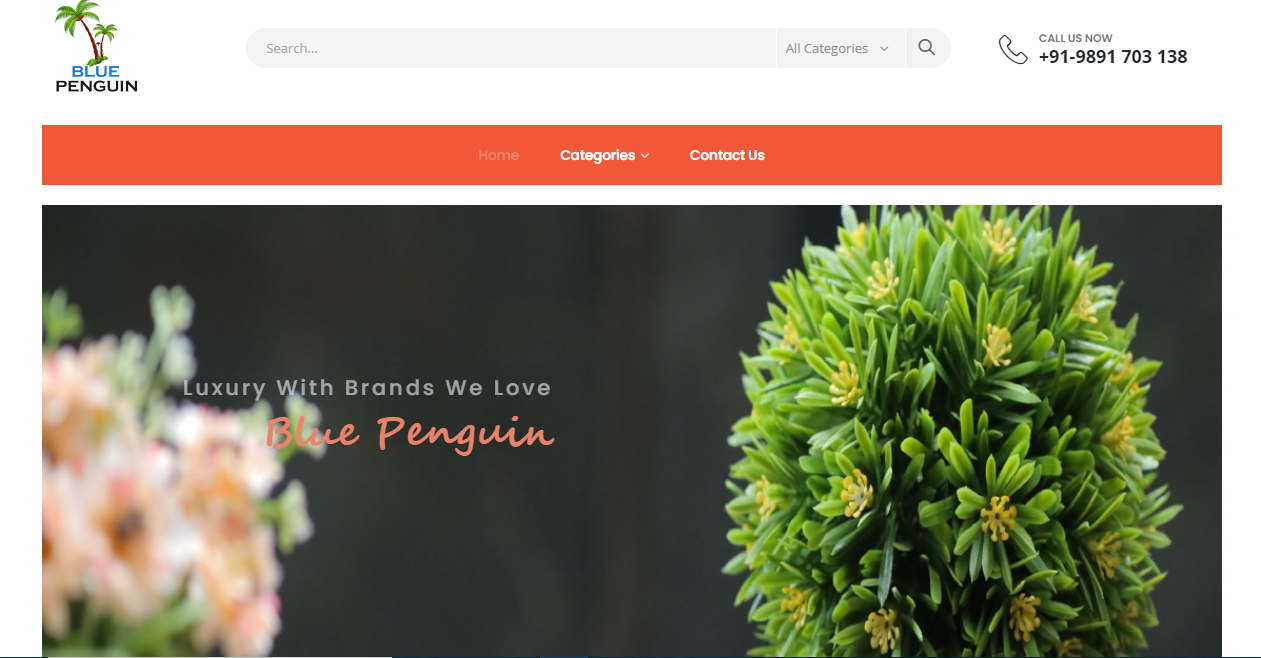 BLUE
PENGUIN
Search...
All Categories
CALL US NOW
+91-9891 703 138
Home
Categories
Contact Us
Luxury With Brands We Love
Blue Penguin